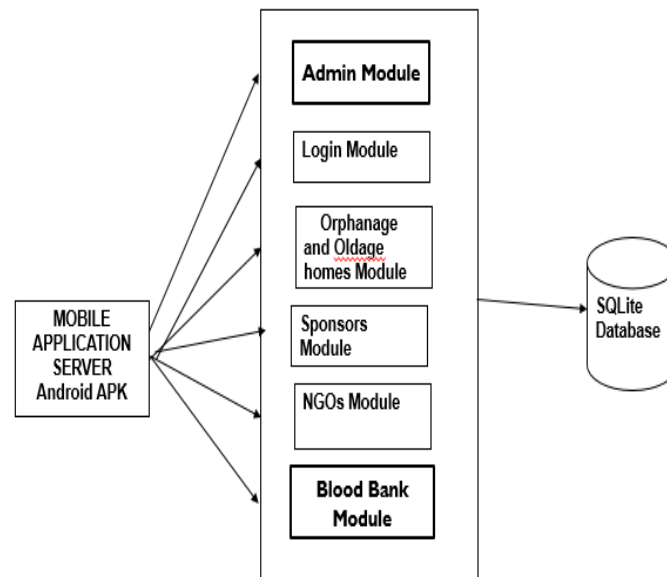 Admin Module
Login Module
Orphanage
and Oldage
homes Module
Sponsors
Module
NGOs Module
Blood Bank
Module
MOBILE
APPLICATION
SERVER
Android APK
SQLite
Database